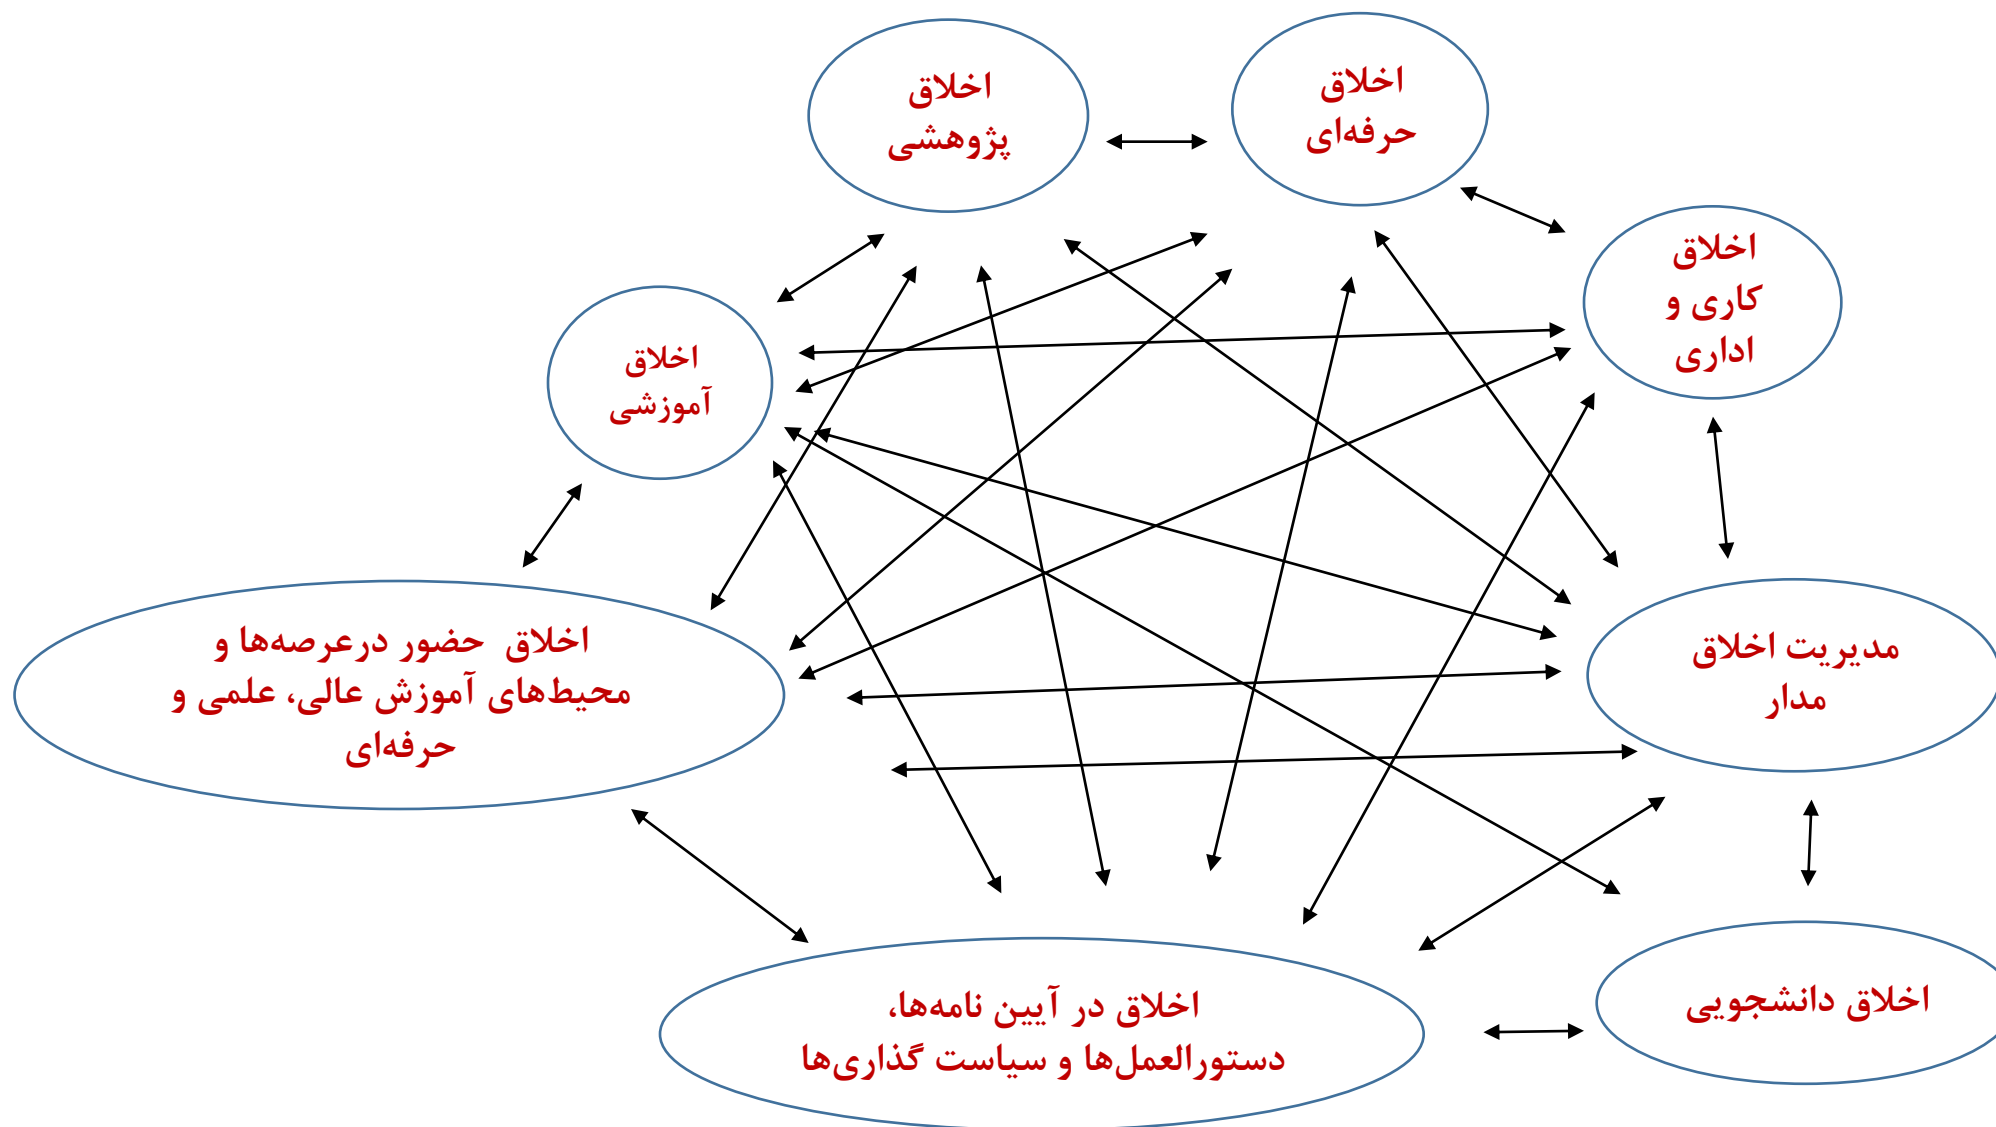 اخلاق
حرفه‌ای
اخلاق
پژوهشی
اخلاق
کاری و
اداری
اخلاق
آموزشی
مدیریت اخلاق
مدار
اخلاق حضور درعرصه‌ها و
محیط‌های آموزش عالی، علمی و
حرفه‌ای
اخلاق دانشجویی
اخلاق در آیین نامه‌ها،
دستورالعمل‌ها و سیاست گذاری‌ها